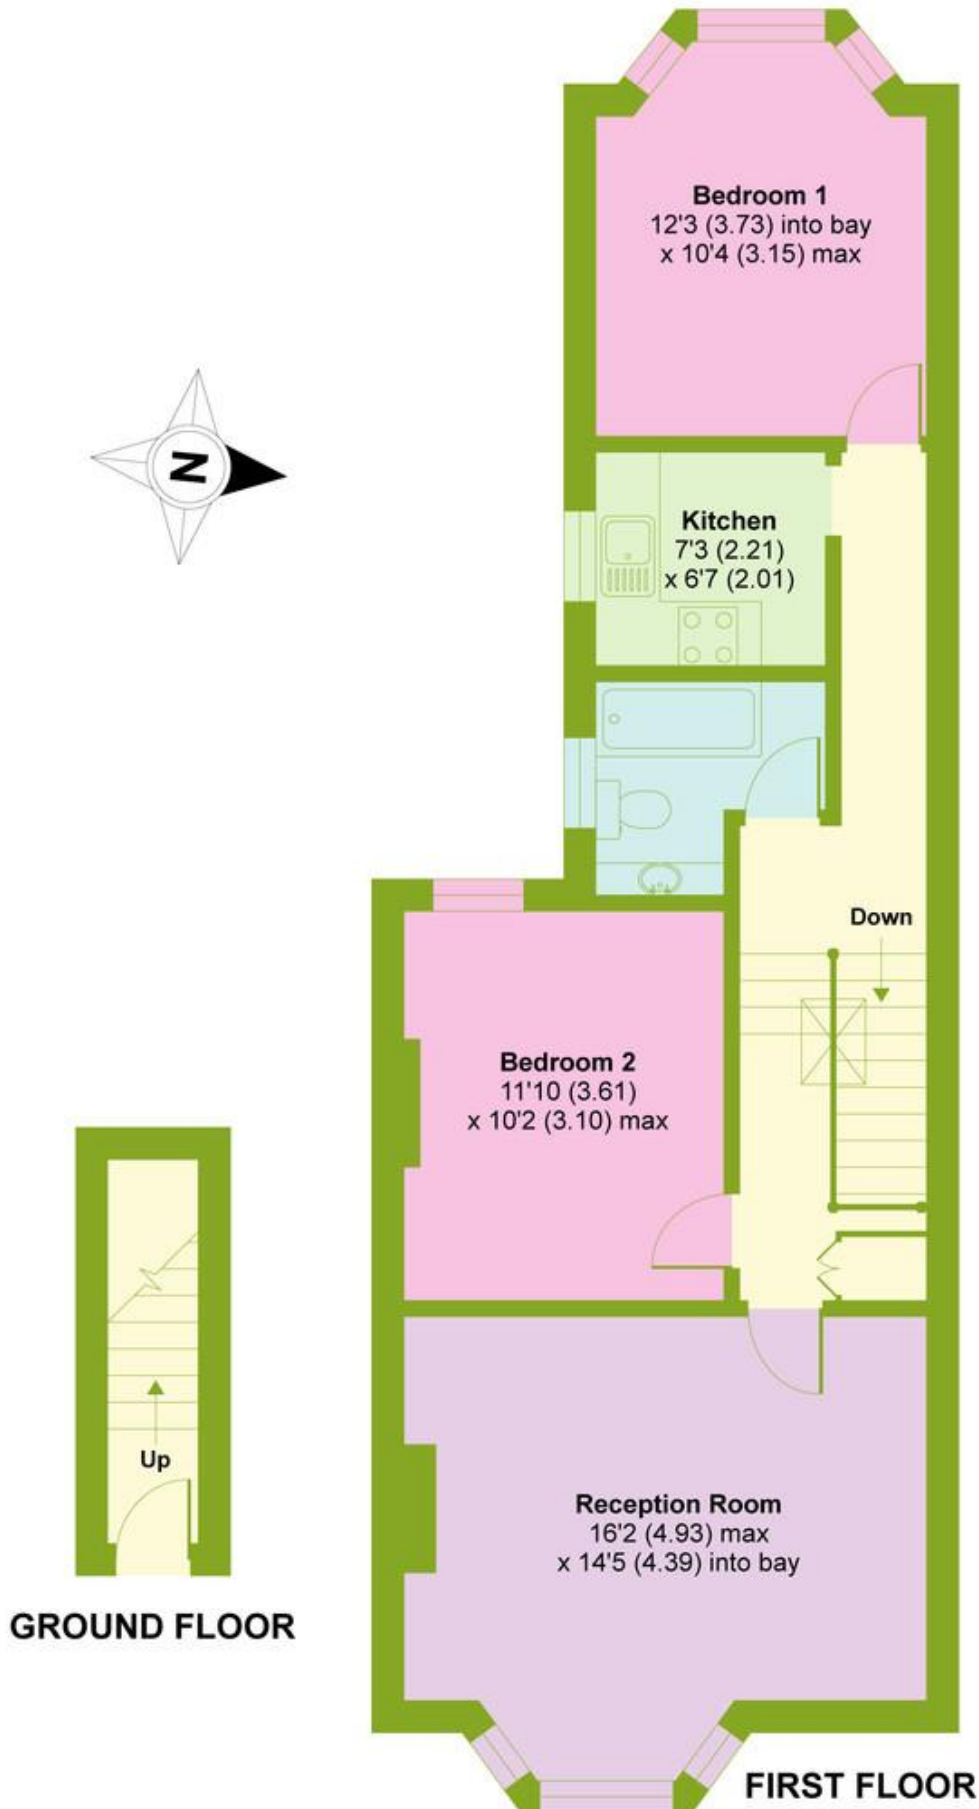 Bedroom 1
12'3 (3.73) into bay
x 10'4 (3.15) max
N
Kitchen
7'3 (2.21)
x 6'7 (2.01)
Down
Bedroom 2
11'10 (3.61)
x 10'2 (3.10) max
Up
Reception Room
16'2 (4.93) max
x 14'5 (4.39) into bay
GROUND FLOOR
FIRST FLOOR